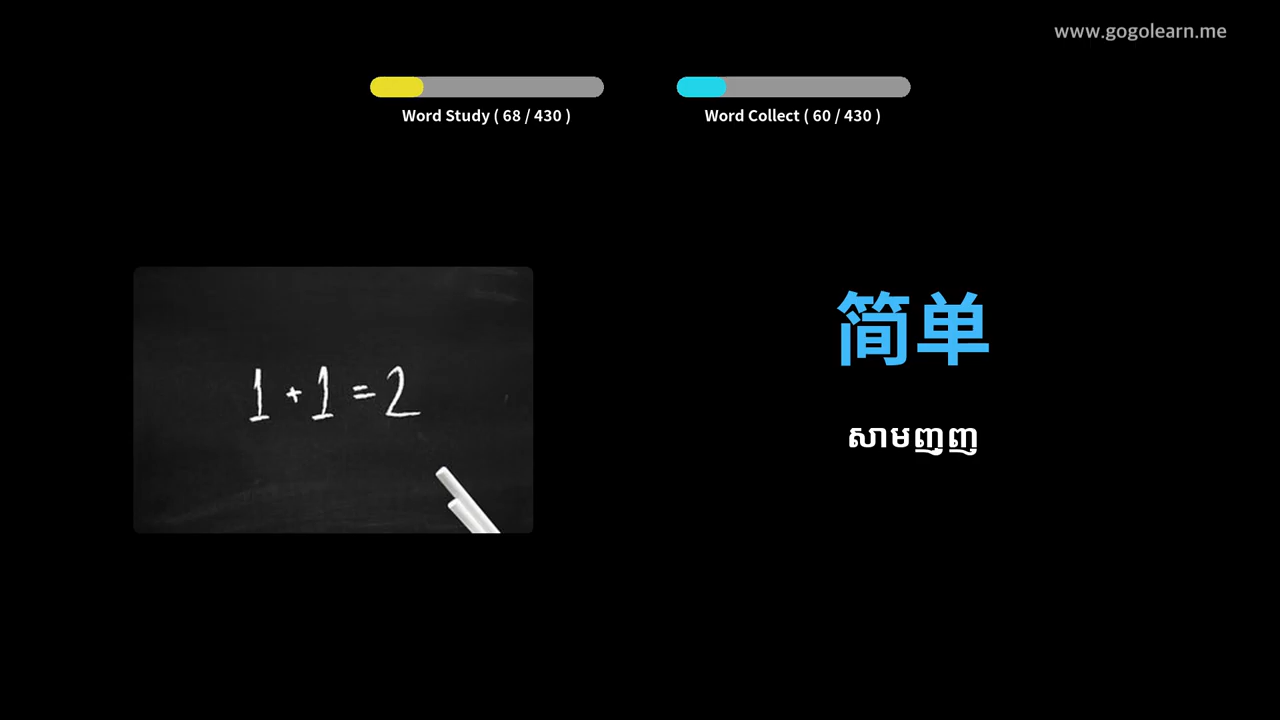 www.gogolearn.me
Word Study ( 68 / 430 )
Word Collect ( 60 / 430 )
1 + 1 = 2
简单
សាមញ្ញ